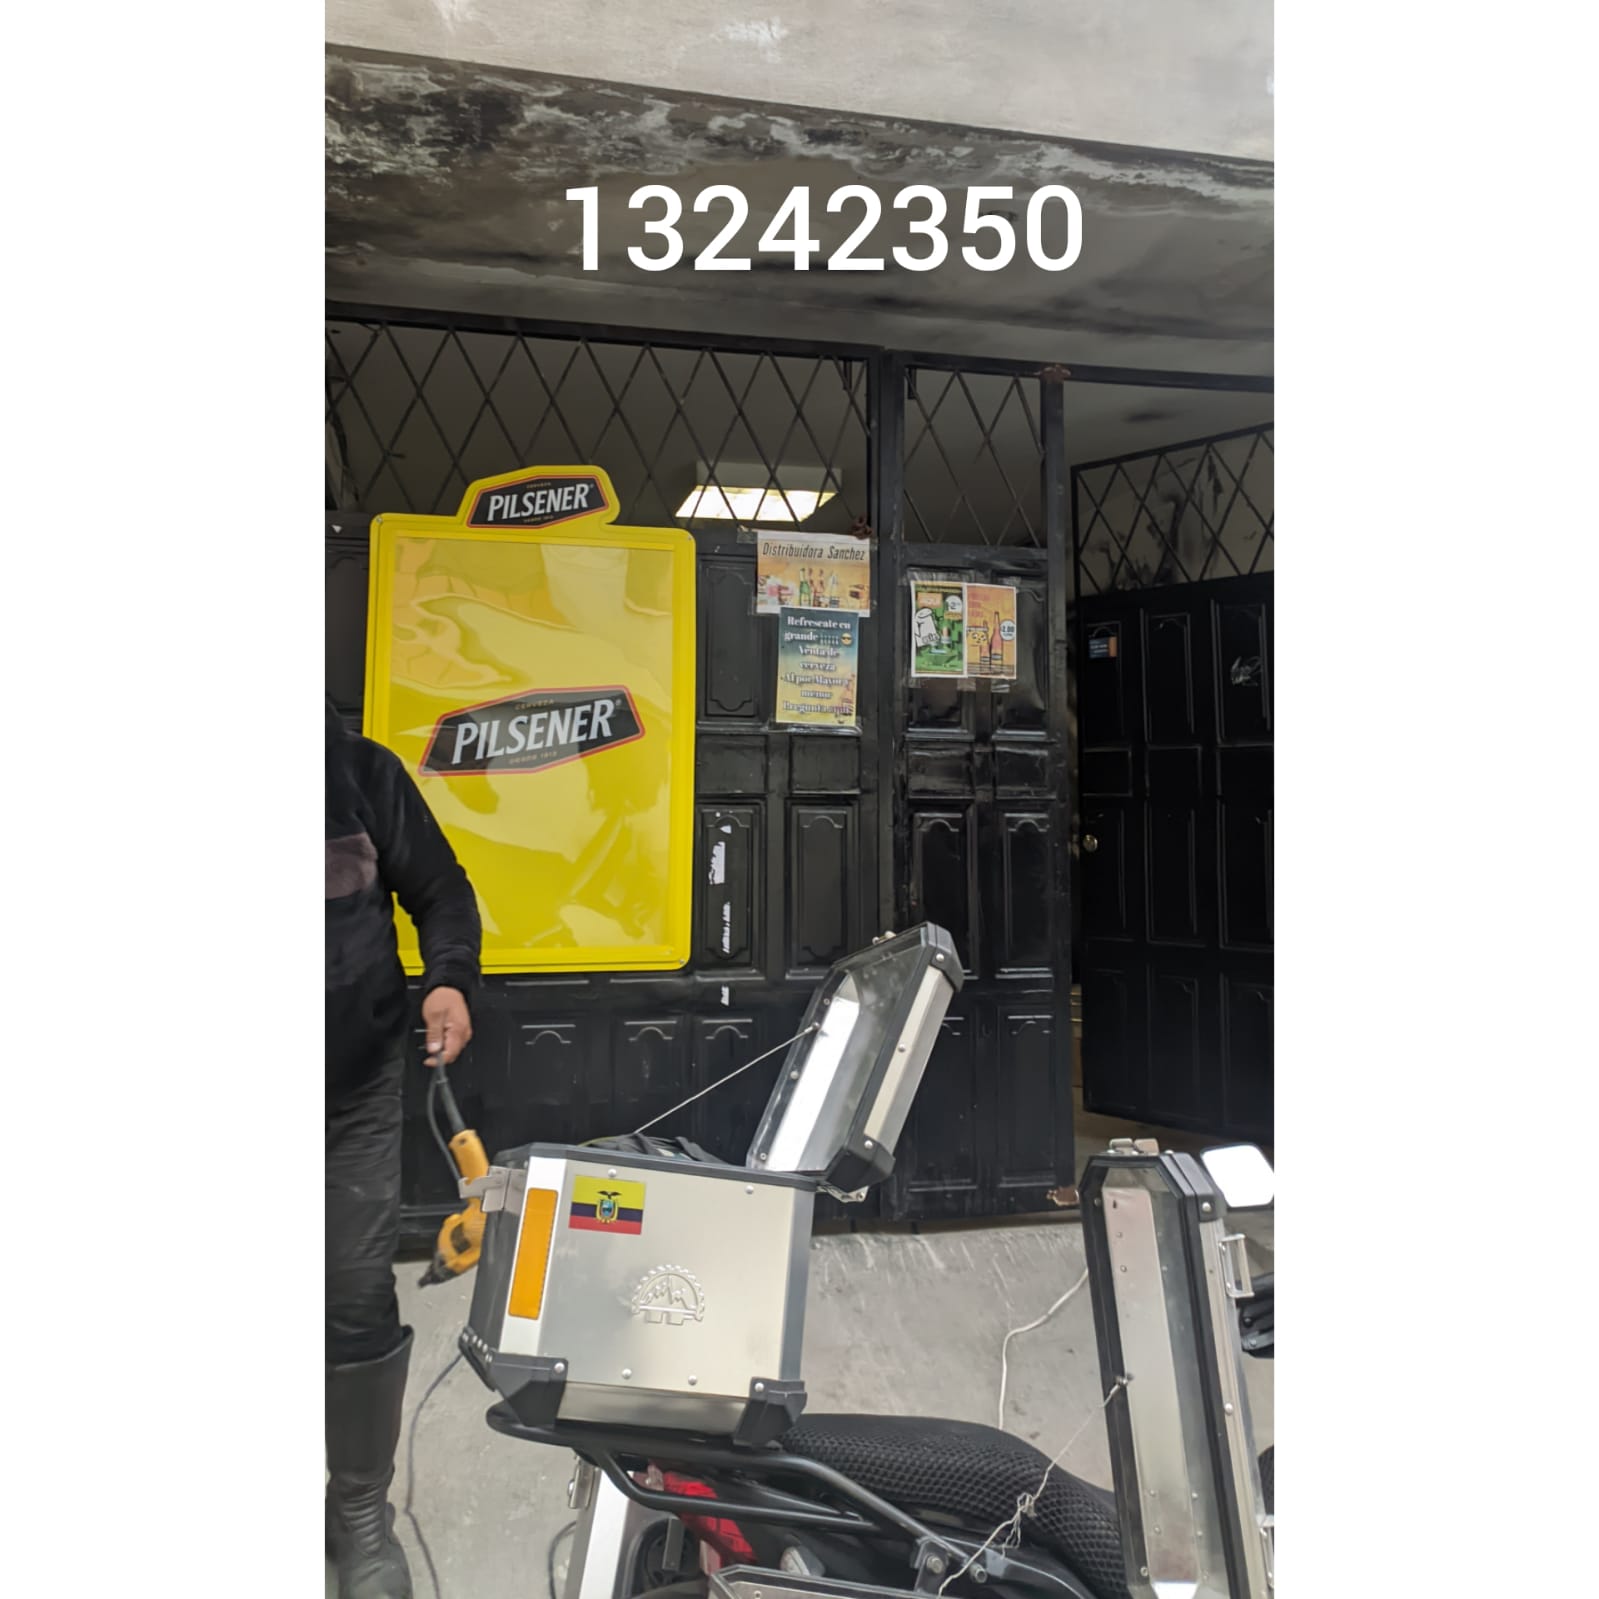 13242350
CERVEZA
PILSENER
DESDE 1913
CERVEZA
PILSENER
DESDE 1913
Distribuidora Sanchez
Refrescate en
grande ¡¡¡¡¡
Venta de
cerveza
Al por Mayor y
menor
Pregunta aquí